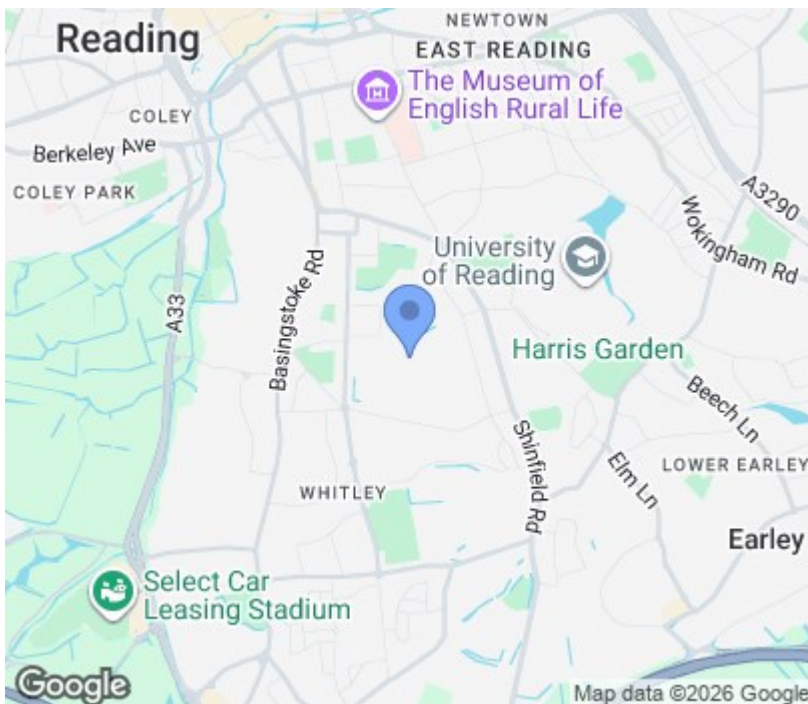 NEWTOWN
Reading
EAST READING
The Museum of
English Rural Life
COLEY
Berkeley Ave
COLEY PARK
A3290
Wokingham Rd
University
of Reading
Basingstoke Rd
A33
Harris Garden
Beech Ln
Shinfield Rd
Elm Ln
LOWER EARLEY
WHITLEY
Earley
Select Car
Leasing Stadium
Google
Map data ©2026 Google